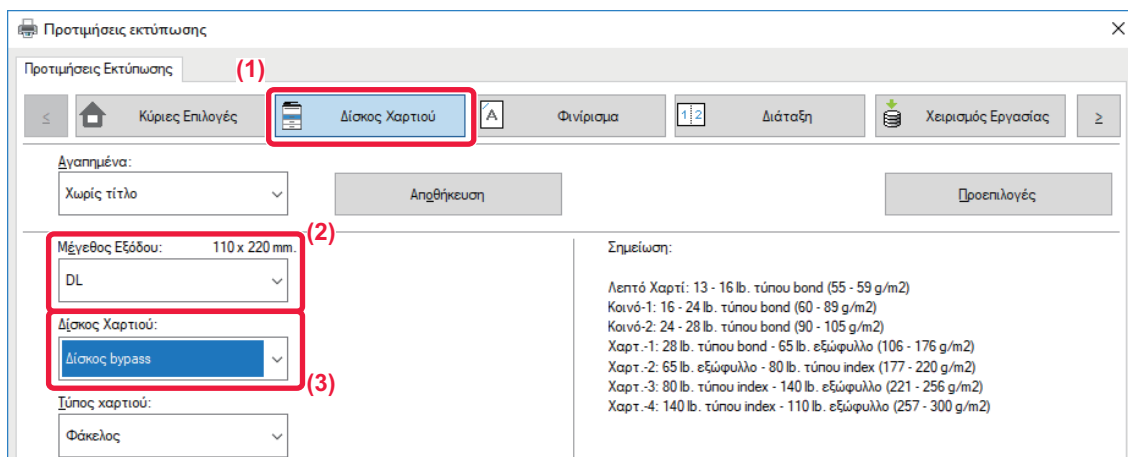 Προτιμήσεις εκτύπωσης
Προτιμήσεις Εκτύπωσης
(1)
< Κύριες Επιλογές Δίσκος Χαρτιού A Φινίρισμα 1 2 Διάταξη Χειρισμός Εργασίας >
Αγαπημένα:
Χωρίς τίτλο Αποθήκευση Προεπιλογές
(2)
Μέγεθος Εξόδου: 110 x 220 mm.
DL
Δίσκος Χαρτιού:
Δίσκος bypass
(3)
Τύπος χαρτιού:
Φάκελος
Σημείωση:
Λεπτό Χαρτί: 13 - 16 lb. τύπου bond (55 - 59 g/m2)
Κοινό-1: 16 - 24 lb. τύπου bond (60 - 89 g/m2)
Κοινό-2: 24 - 28 lb. τύπου bond (90 - 105 g/m2)
Χαρτ.-1: 28 lb. τύπου bond - 65 lb. εξώφυλλο (106 - 176 g/m2)
Χαρτ.-2: 65 lb. εξώφυλλο - 80 lb. τύπου index (177 - 220 g/m2)
Χαρτ.-3: 80 lb. τύπου index - 140 lb. εξώφυλλο (221 - 256 g/m2)
Χαρτ.-4: 140 lb. τύπου index - 110 lb. εξώφυλλο (257 - 300 g/m2)